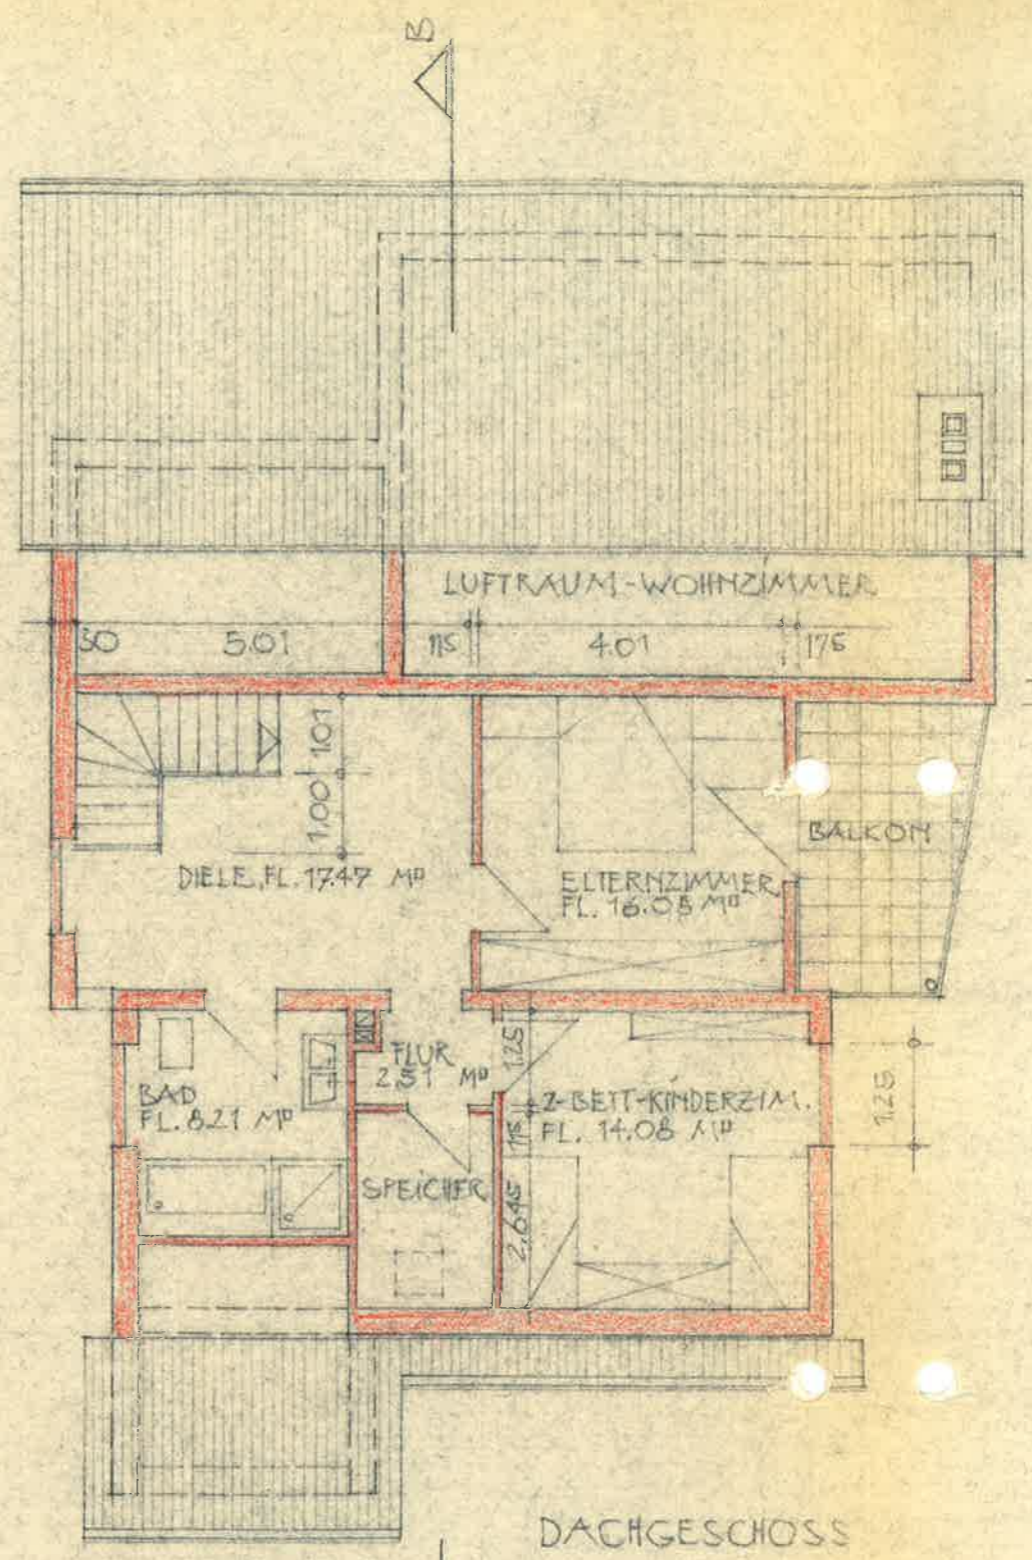 B
LUFTRAUM-WOHNZIMMER
30 5.01 115 4.01 175
1.01
1.00
DIELE, FL. 17.47 M²
ELTERNZIMMER
FL. 16.05 M²
BALKON
FLUR
2.51 M²
1.25
BAD
FL. 8.21 M²
2-BETT-KINDERZIM.
FL. 14.08 M²
115
1.25
SPEICHER
2.645
DACHGESCHOSS